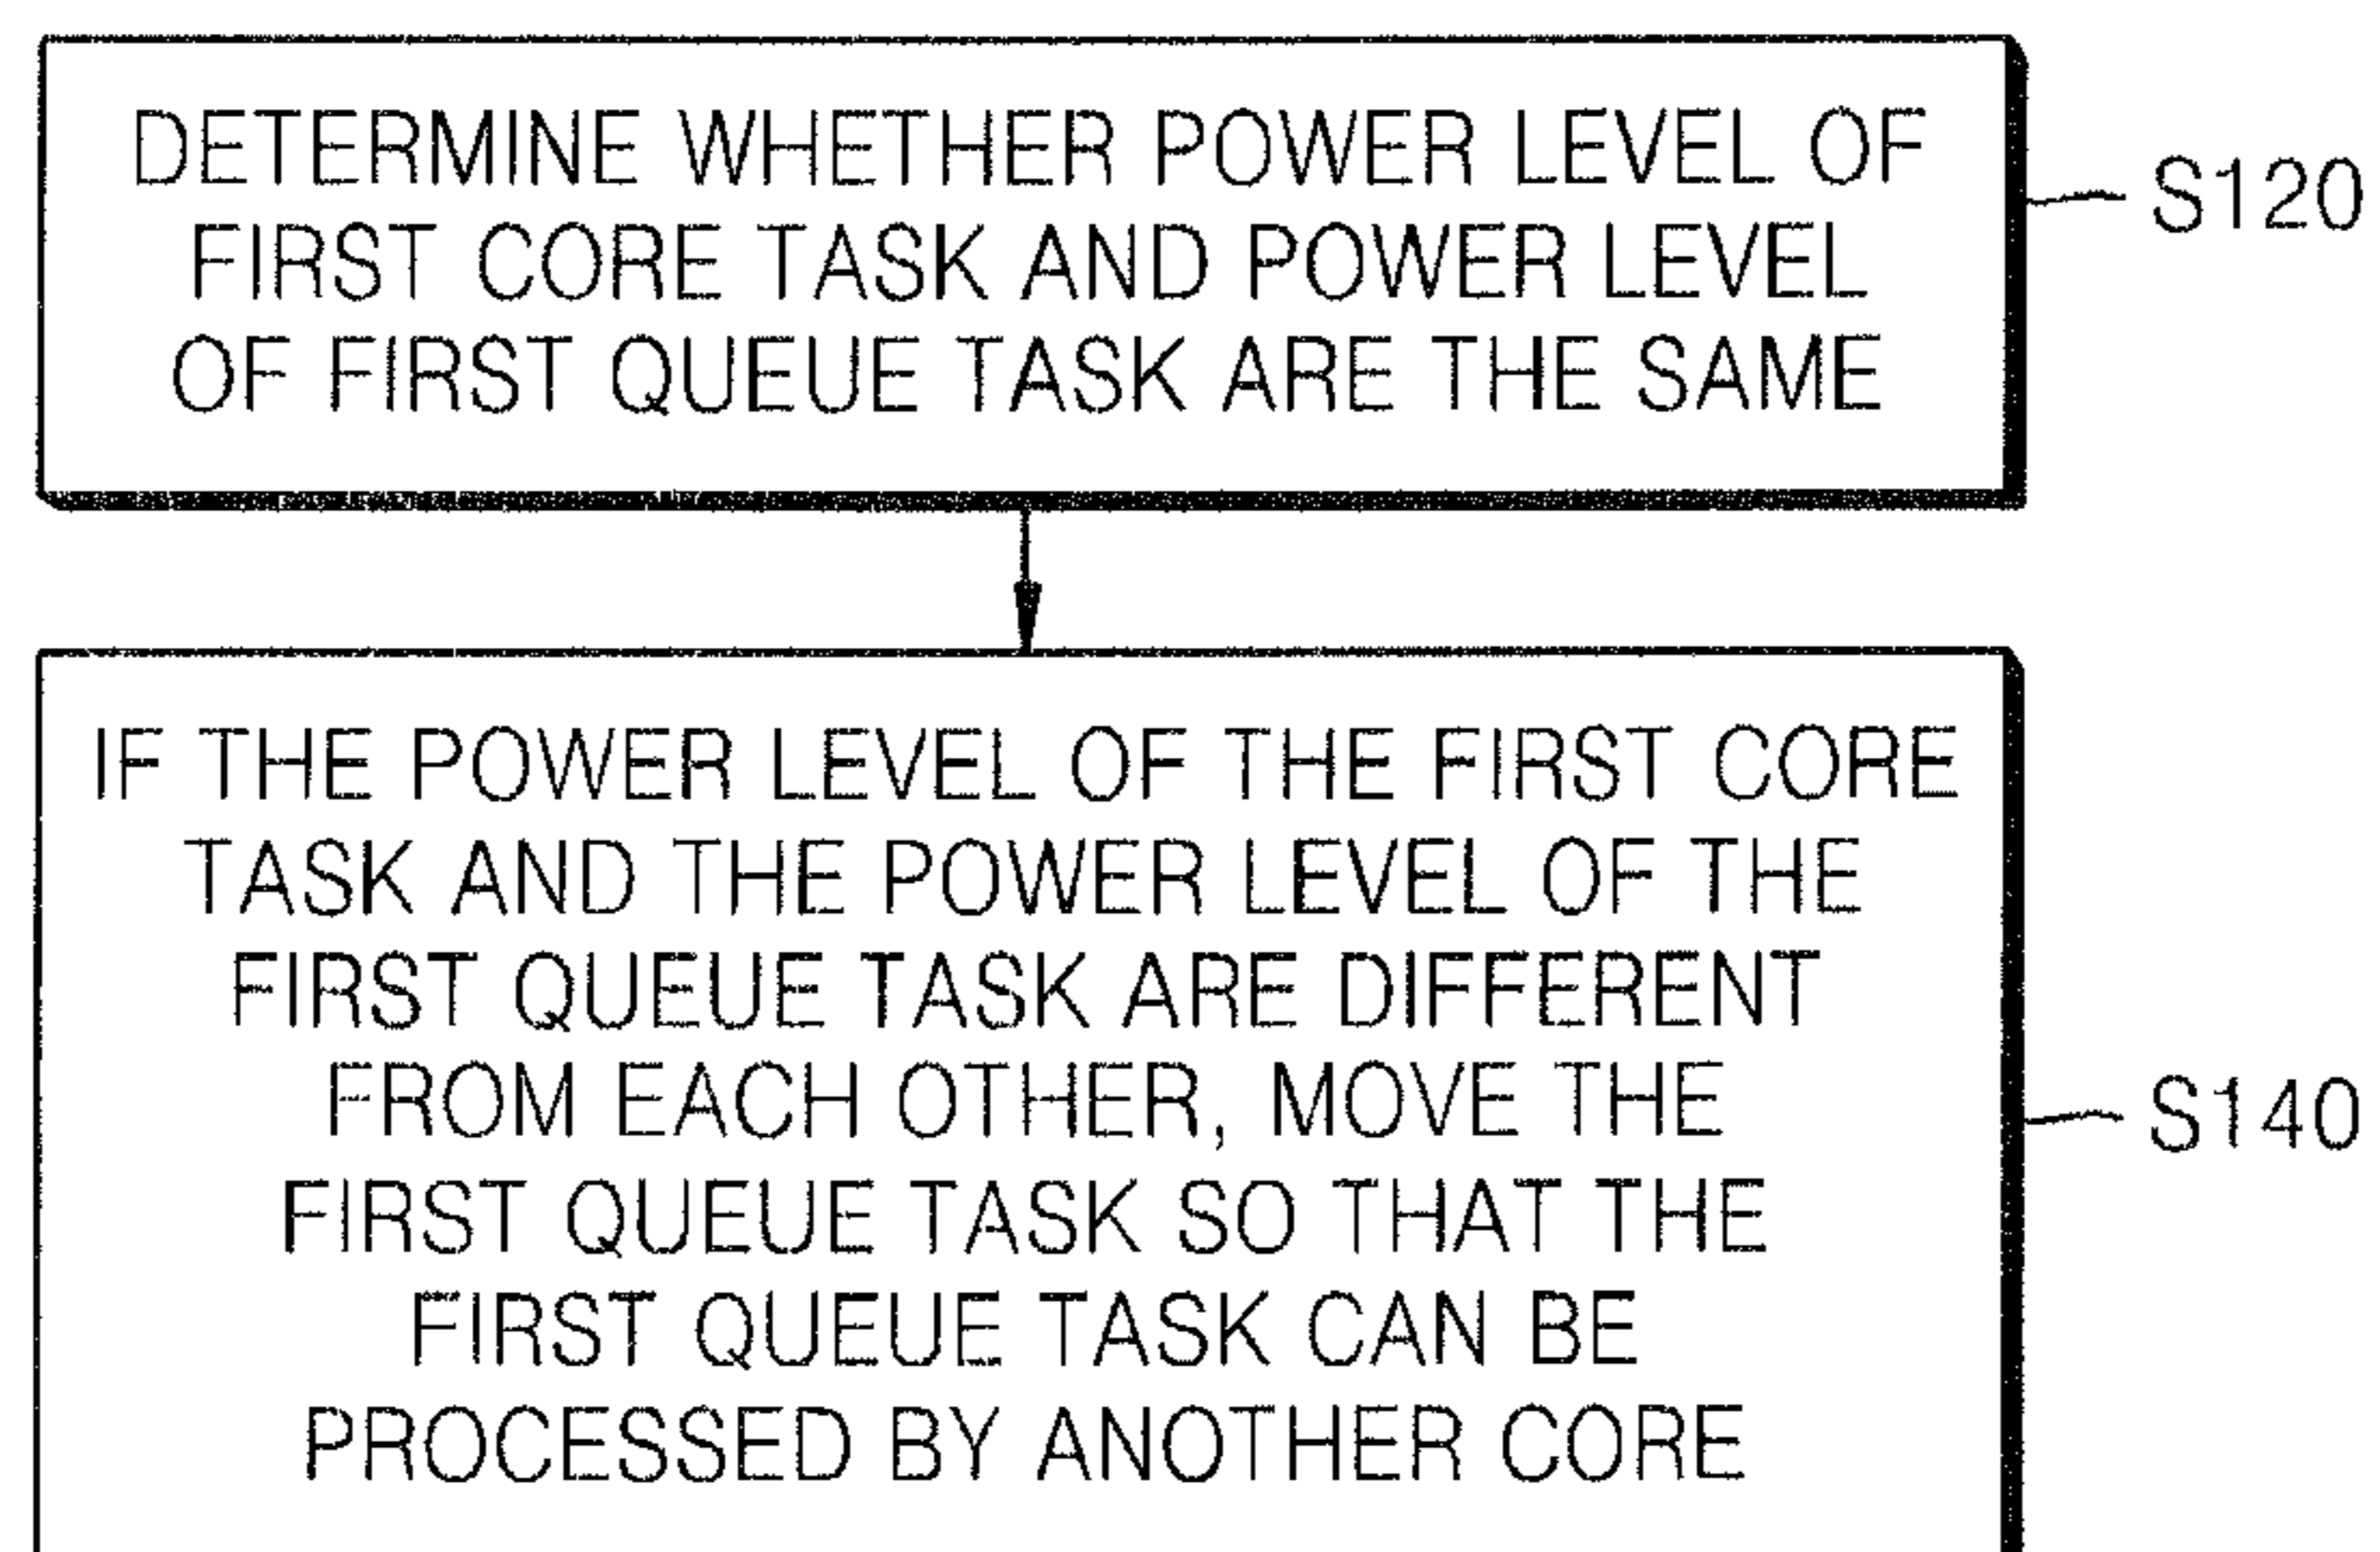 DETERMINE WHETHER POWER LEVEL OF
FIRST CORE TASK AND POWER LEVEL
OF FIRST QUEUE TASK ARE THE SAME
S120
IF THE POWER LEVEL OF THE FIRST CORE
TASK AND THE POWER LEVEL OF THE
FIRST QUEUE TASK ARE DIFFERENT
FROM EACH OTHER, MOVE THE
FIRST QUEUE TASK SO THAT THE
FIRST QUEUE TASK CAN BE
PROCESSED BY ANOTHER CORE
S140